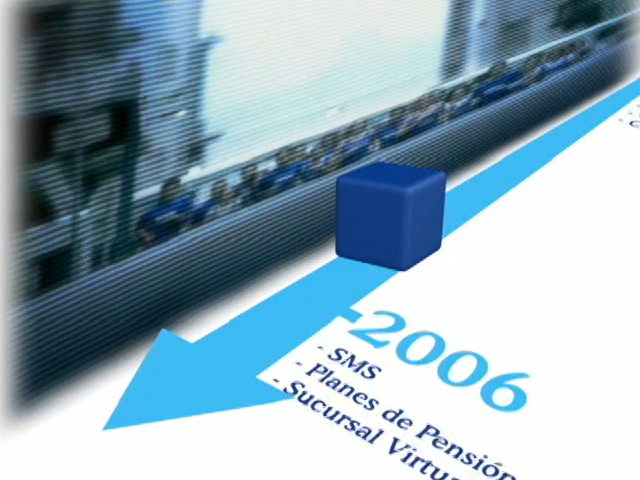 -2006
- SMS
- Planes de Pensión
- Sucursal Virtu